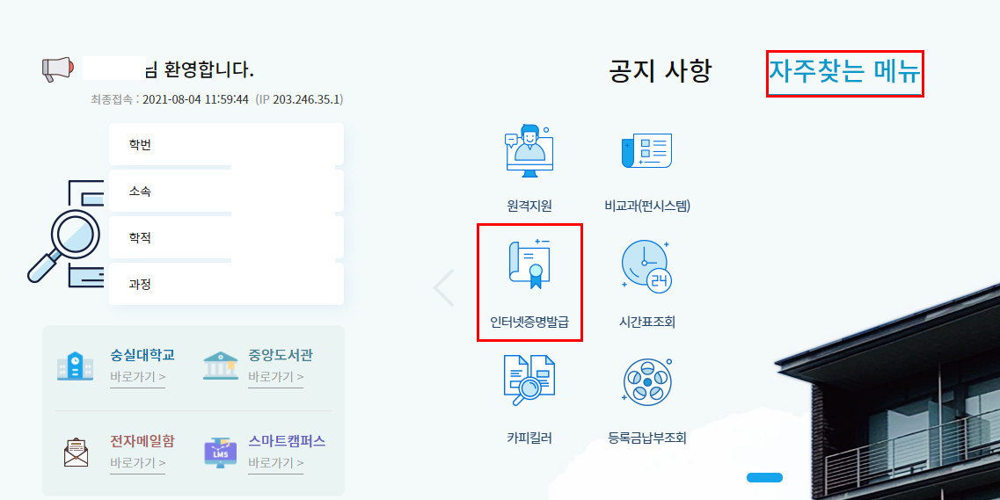 님 환영합니다.
최종접속 : 2021-08-04 11:59:44 (IP 203.246.35.1)
학번
소속
학적
과정
숭실대학교
바로가기 >
중앙도서관
바로가기 >
전자메일함
바로가기 >
LMS
스마트캠퍼스
바로가기 >
공지 사항 자주찾는 메뉴
원격지원 비교과(펀시스템)
24
인터넷증명발급 시간표조회
카피킬러 등록금납부조회